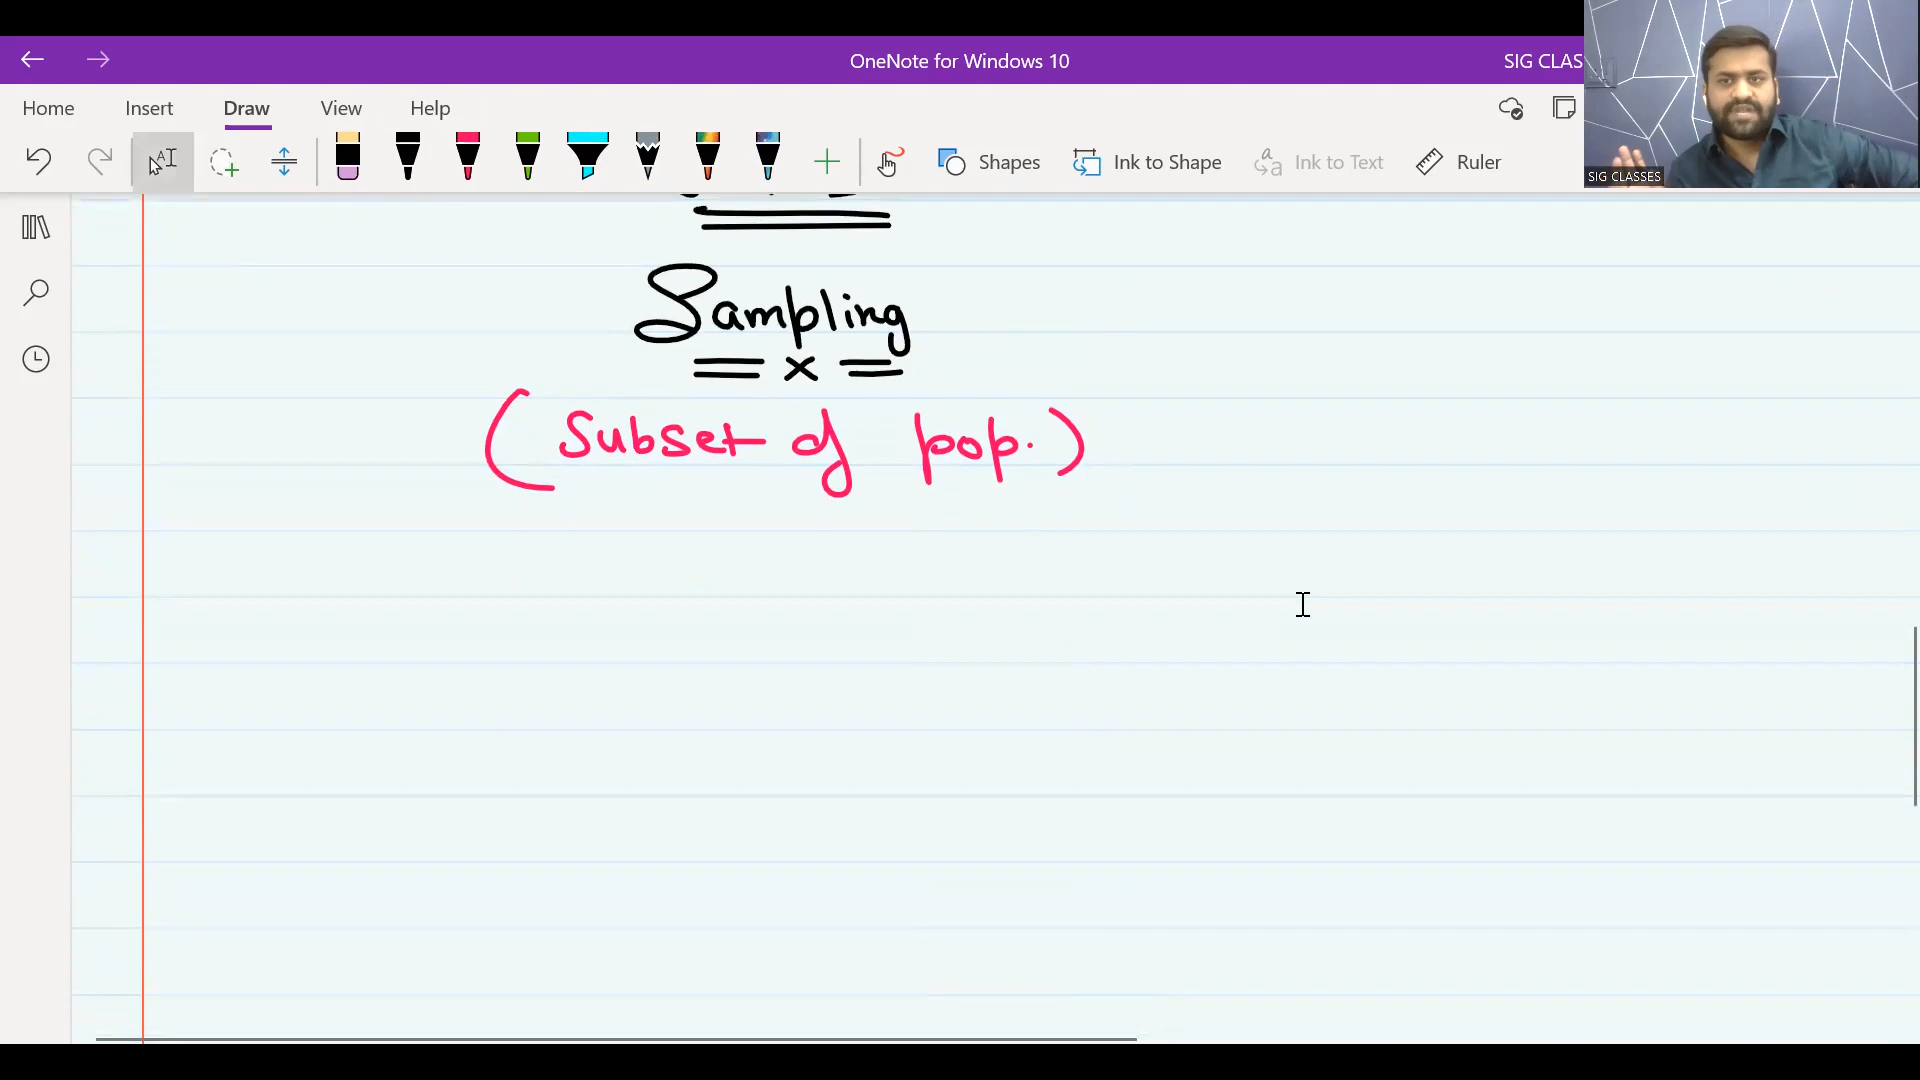 OneNote for Windows 10
SIG CLAS
Home Insert Draw View Help
Shapes Ink to Shape Ink to Text Ruler
SIG CLASSES
Sampling
x
(Subset of pop.)